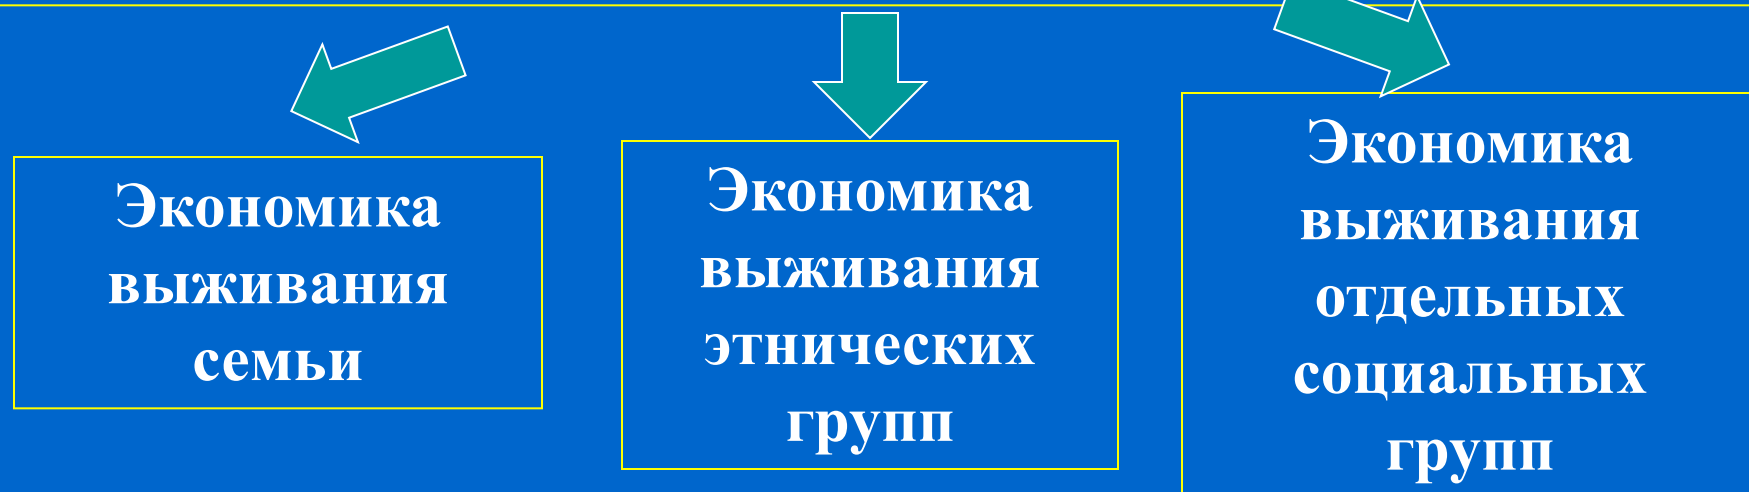 Экономика
выживания
семьи
Экономика
выживания
этнических
групп
Экономика
выживания
отдельных
социальных
групп